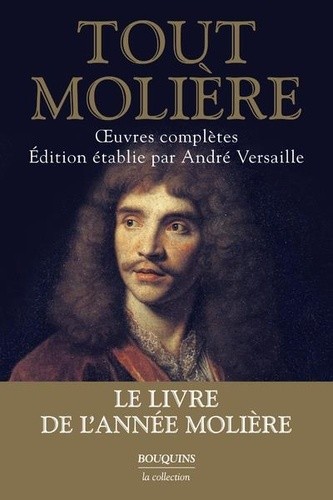 TOUT
MOLIÈRE
Œuvres complètes
Édition établie par André Versaille
LE LIVRE
DE L'ANNÉE MOLIÈRE
BOUQUINS
la collection